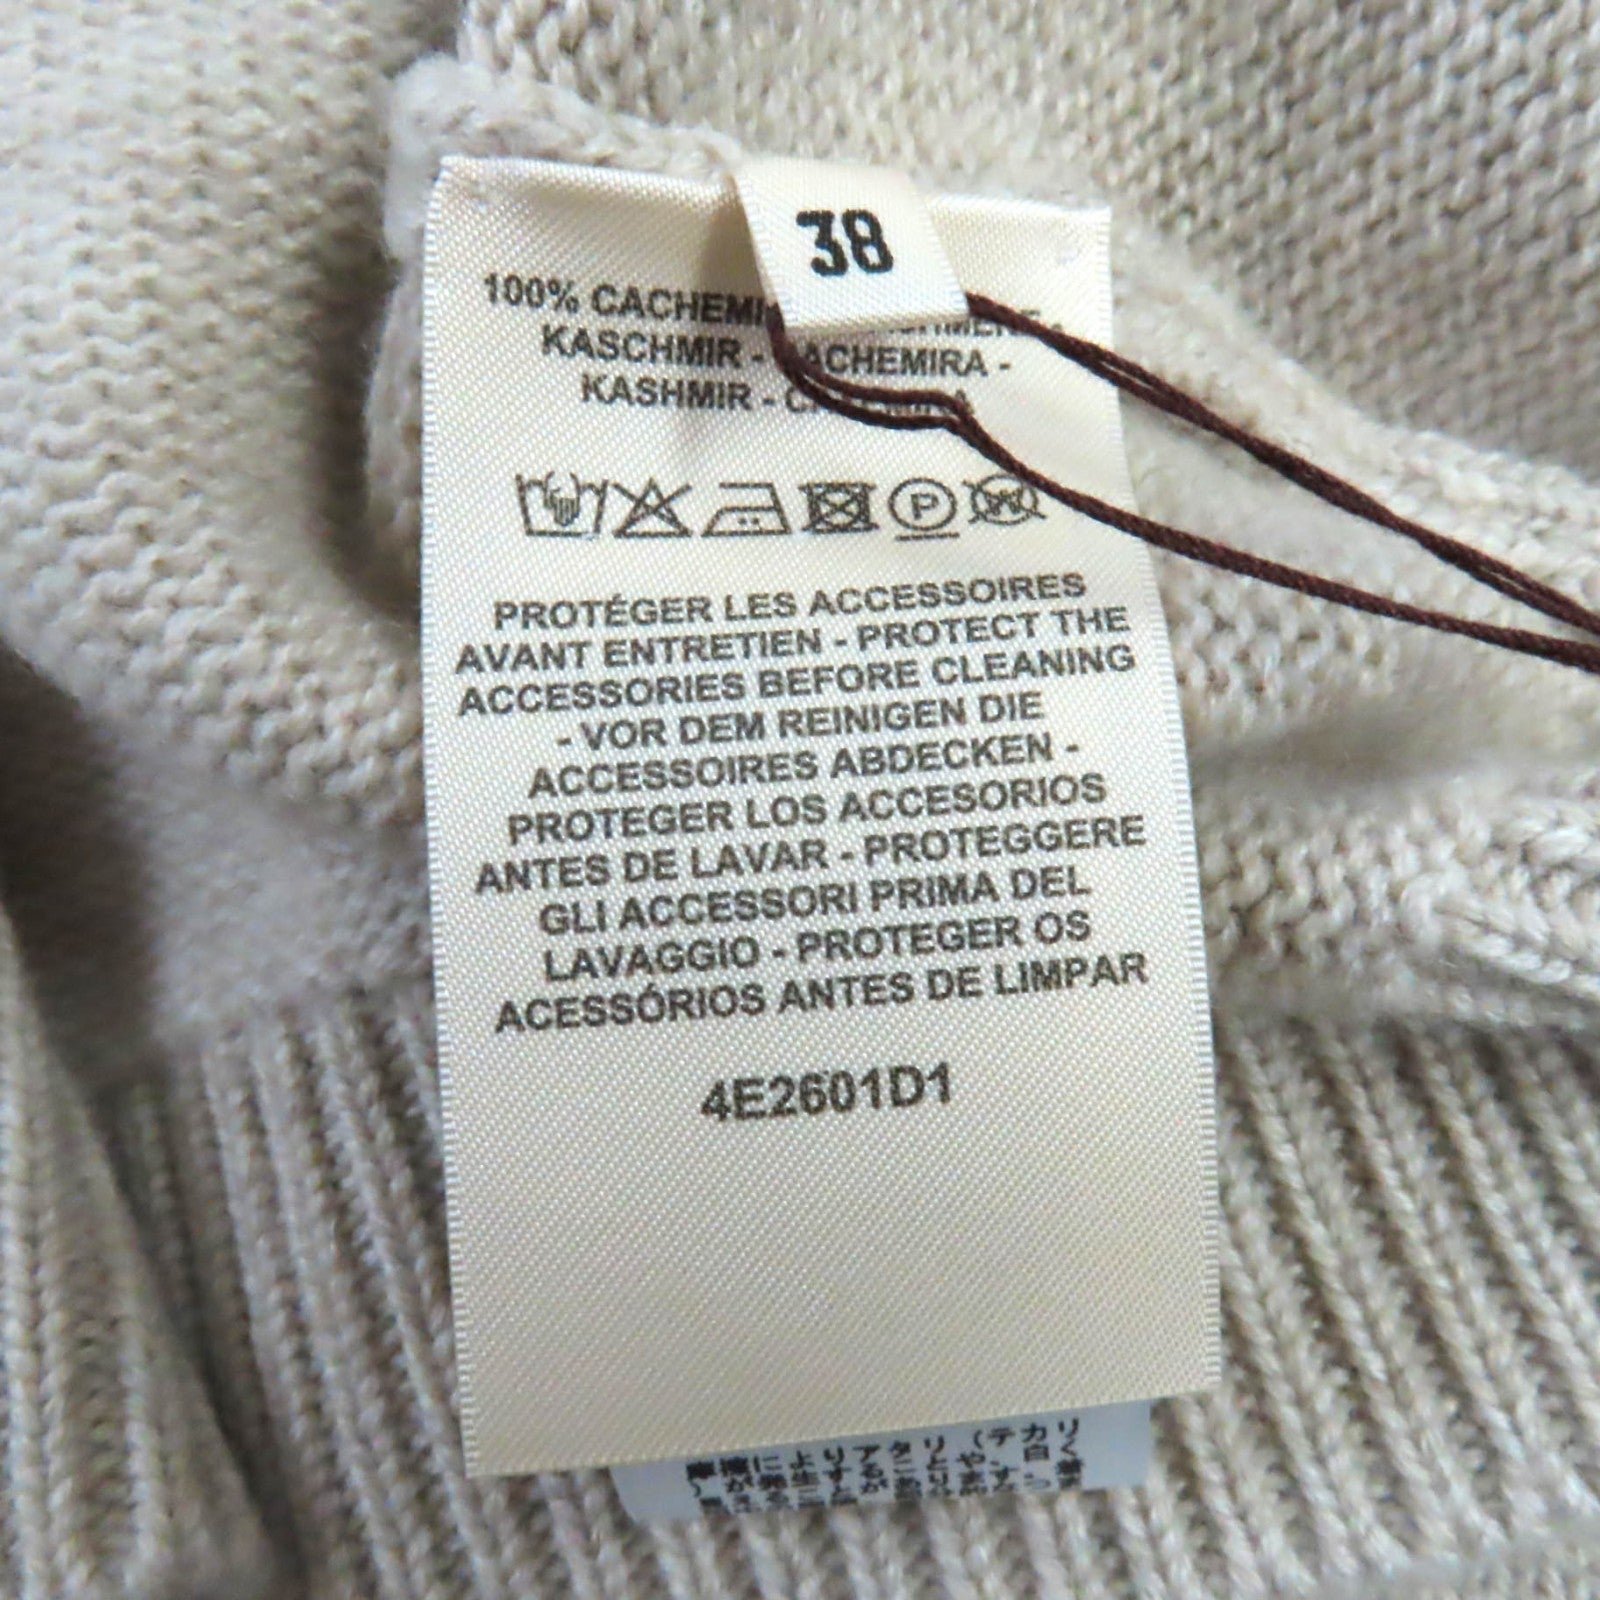 38
100% CACHEMI
KASCHMIR - ACHEMIRA -
KASHMIR -
P
W
PROTÉGER LES ACCESSOIRES
AVANT ENTRETIEN - PROTECT THE
ACCESSORIES BEFORE CLEANING
- VOR DEM REINIGEN DIE
ACCESSOIRES ABDECKEN -
PROTEGER LOS ACCESORIOS
ANTES DE LAVAR - PROTEGGERE
GLI ACCESSORI PRIMA DEL
LAVAGGIO - PROTEGER OS
ACESSÓRIOS ANTES DE LIMPAR
4E2601D1